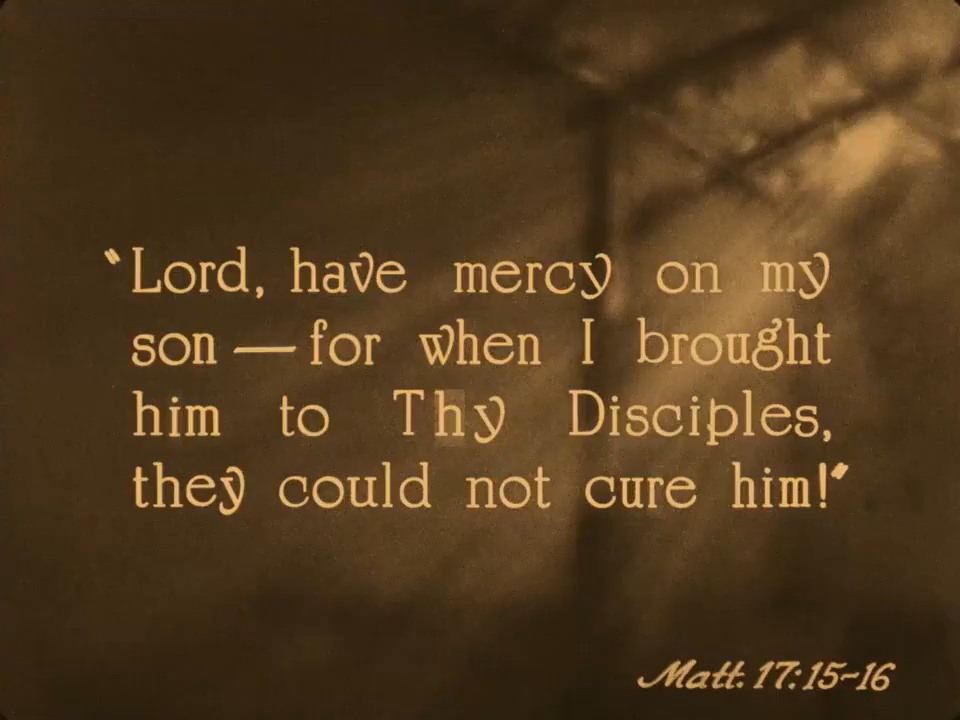 "Lord, have mercy on my
son — for when I brought
him to Thy Disciples,
they could not cure him!"
Matt. 17:15-16